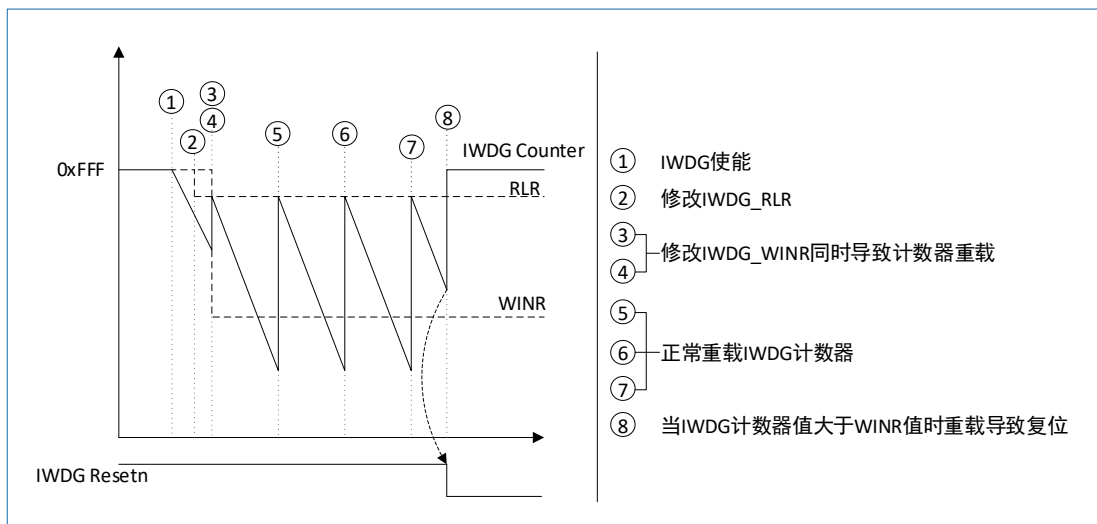 ①
③
②
④
⑤
⑥
⑦
⑧
IWDG Counter
0xFFF
RLR
WINR
IWDG Resetn
① IWDG使能
② 修改IWDG_RLR
③
修改IWDG_WINR同时导致计数器重载
④
⑤
⑥ 正常重载IWDG计数器
⑦
⑧ 当IWDG计数器值大于WINR值时重载导致复位